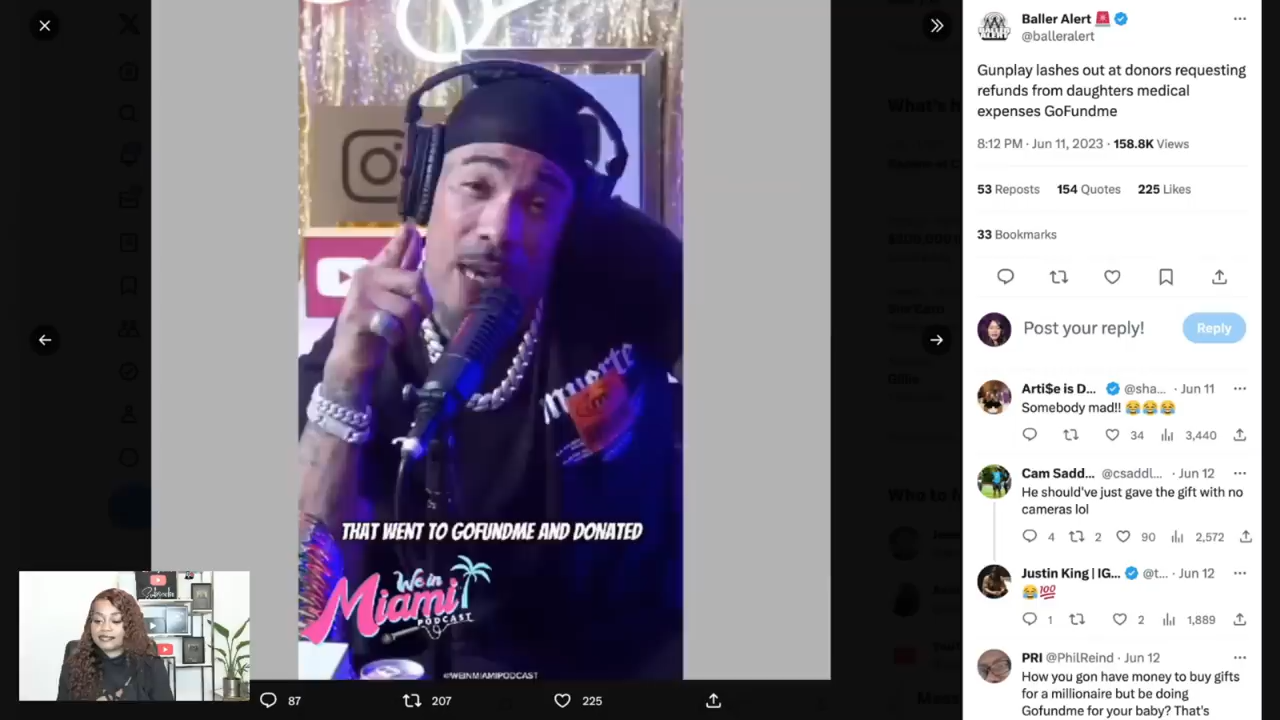 Baller Alert
@balleralert
Gunplay lashes out at donors requesting
refunds from daughters medical
expenses GoFundme
8:12 PM · Jun 11, 2023 · 158.8K Views
53 Reposts 154 Quotes 225 Likes
33 Bookmarks
Post your reply!
Reply
Arti$e is D... @sha... · Jun 11
Somebody mad!! 😂😂😂
34 3,440
Cam Sadd... @csaddl... · Jun 12
He should've just gave the gift with no
cameras lol
4 2 90 2,572
Justin King | IG... @t... · Jun 12
😂💯
1 2 1,889
PRI @PhilReind · Jun 12
How you gon have money to buy gifts
for a millionaire but be doing
Gofundme for your baby? That's
muerte
THAT WENT TO GOFUNDME AND DONATED
We in
Miami
PODCAST
@WEINMIAMIPODCAST
87 207 225